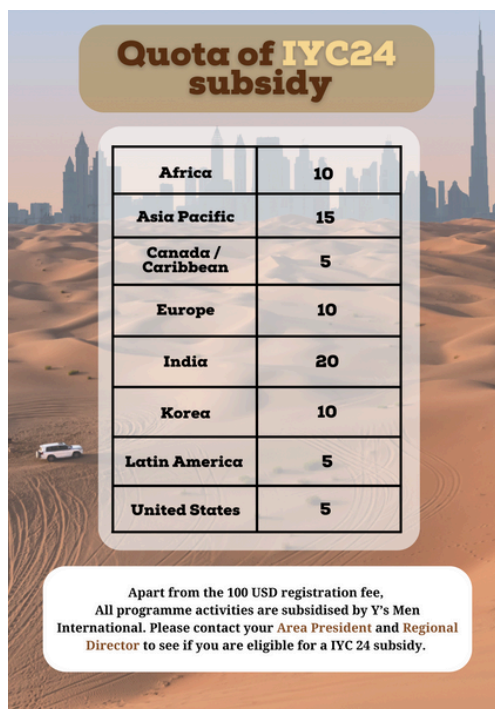 Quota of IYC24
subsidy
Africa 10
Asia Pacific 15
Canada /
Caribbean 5
Europe 10
India 20
Korea 10
Latin America 5
United States 5
Apart from the 100 USD registration fee,
All programme activities are subsidised by Y's Men
International. Please contact your Area President and Regional
Director to see if you are eligible for a IYC 24 subsidy.